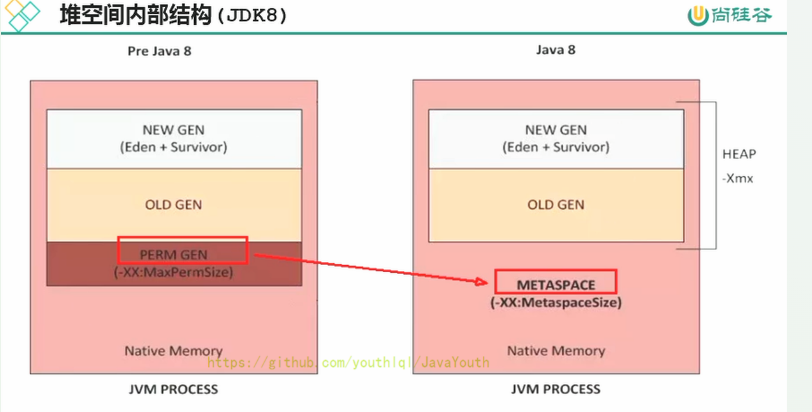 堆空间内部结构(JDK8)
尚硅谷
Pre Java 8
Java 8
NEW GEN
(Eden + Survivor)
OLD GEN
PERM GEN
(-XX:MaxPermSize)
Native Memory
JVM PROCESS
NEW GEN
(Eden + Survivor)
OLD GEN
HEAP
-Xmx
METASPACE
(-XX:MetaspaceSize)
Native Memory
JVM PROCESS
https://github.com/youthlql/JavaYouth